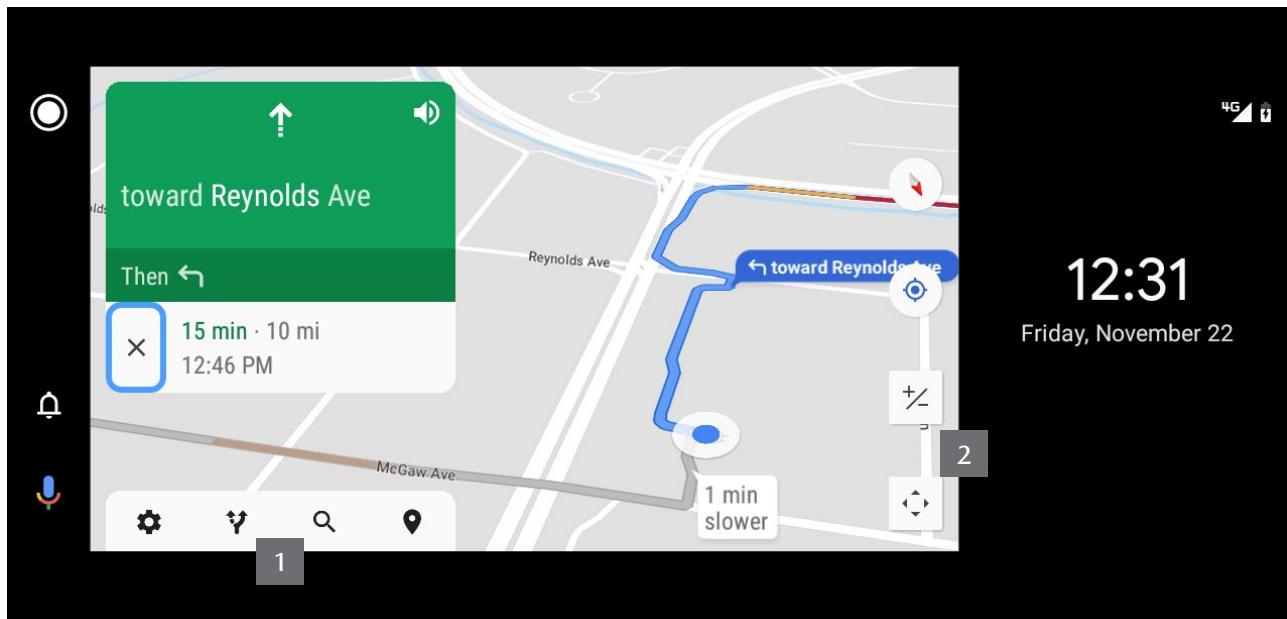 toward Reynolds Ave
Then
15 min · 10 mi
12:46 PM
Reynolds Ave
toward Reynolds Ave
McGaw Ave
1 min
slower
1
2
4G
12:31
Friday, November 22